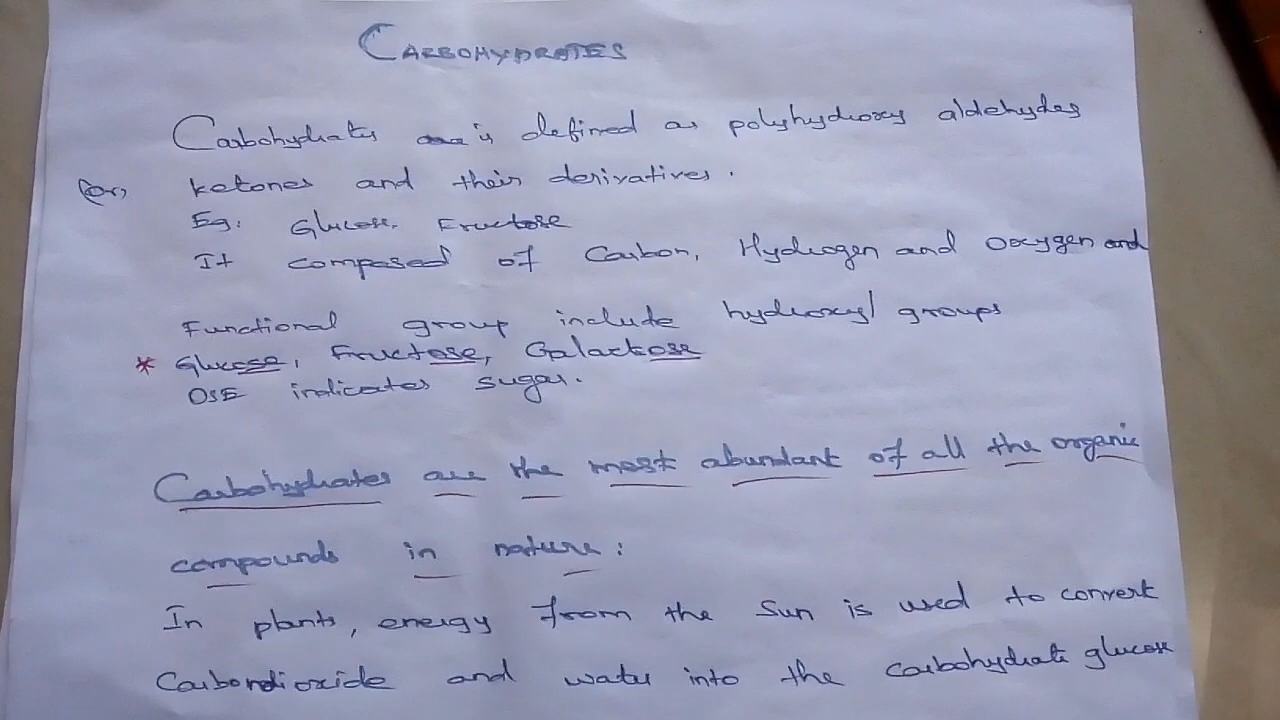 CARBOHYDRATES
Carbohydrates is defined as polyhydroxy aldehydes
(or) ketones and their derivatives.
Eg: Glucose, Fructose
It composed of Carbon, Hydrogen and Oxygen and
Functional group include hydroxyl groups
* Glucose, Fructose, Galactose
OSE indicates sugar.
Carbohydrates are the most abundant of all the organic
compounds in nature:
In plants, energy from the Sun is used to convert
Carbondioxide and water into the carbohydrate glucose